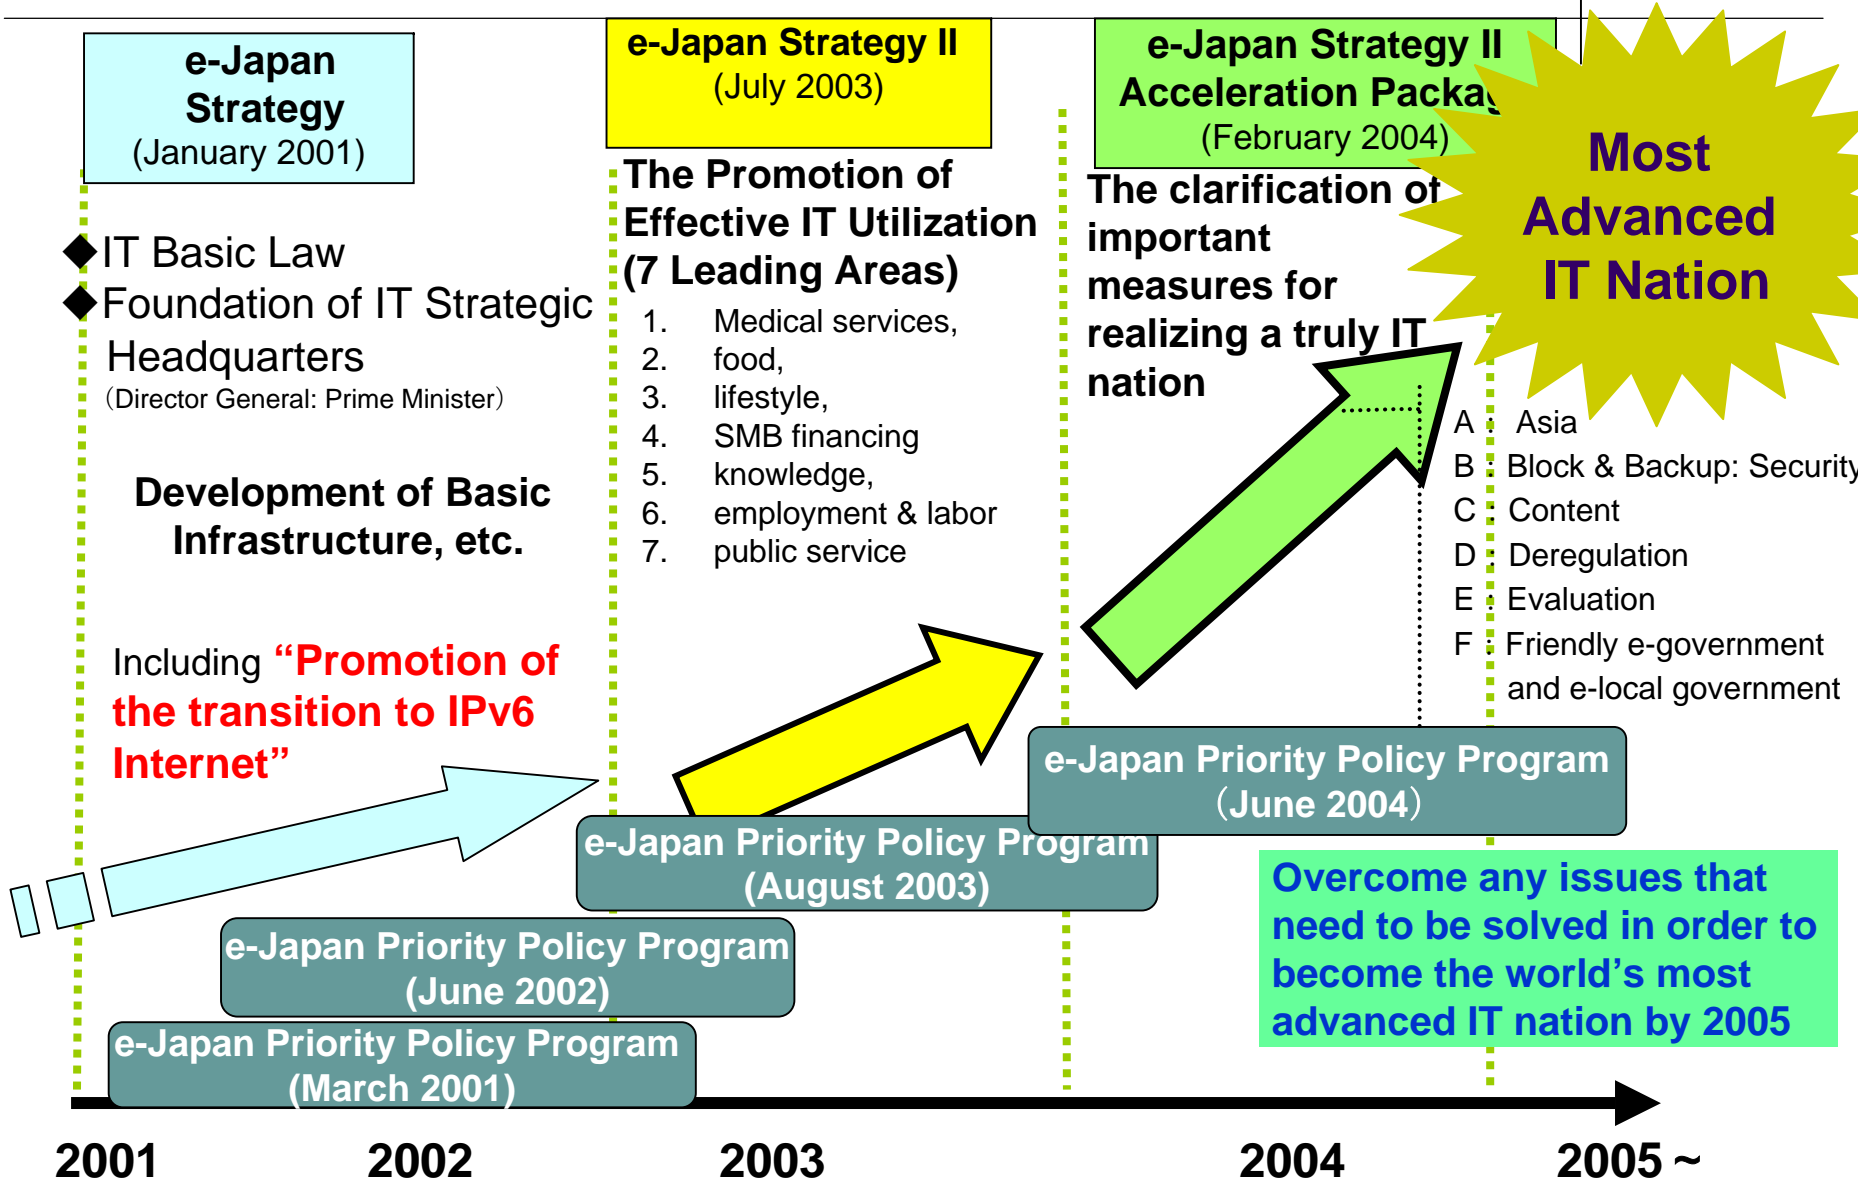 e-Japan
Strategy
(January 2001)
◆IT Basic Law
◆Foundation of IT Strategic
Headquarters
（Director General: Prime Minister）
Development of Basic
Infrastructure, etc.
Including “Promotion of
the transition to IPv6
Internet”
e-Japan Strategy II
(July 2003)
The Promotion of
Effective IT Utilization
(7 Leading Areas)
1. Medical services,
2. food,
3. lifestyle,
4. SMB financing
5. knowledge,
6. employment & labor
7. public service
e-Japan Strategy II
Acceleration Packag
(February 2004)
The clarification of
important
measures for
realizing a truly IT
nation
Most
Advanced
IT Nation
A： Asia
B：Block & Backup: Security
C：Content
D：Deregulation
E：Evaluation
F：Friendly e-government
and e-local government
e-Japan Priority Policy Program
（June 2004）
e-Japan Priority Policy Program
(August 2003)
e-Japan Priority Policy Program
(June 2002)
e-Japan Priority Policy Program
(March 2001)
Overcome any issues that
need to be solved in order to
become the world’s most
advanced IT nation by 2005
2001 2002 2003 2004 2005～